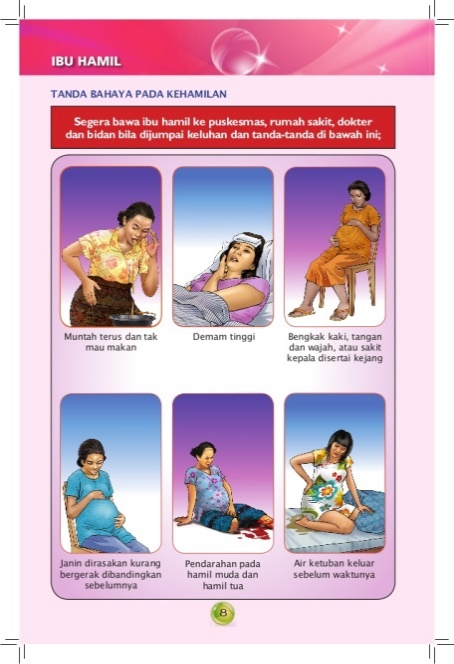 IBU HAMIL
TANDA BAHAYA PADA KEHAMILAN
Segera bawa ibu hamil ke puskesmas, rumah sakit, dokter
dan bidan bila dijumpai keluhan dan tanda-tanda di bawah ini;
Muntah terus dan tak
mau makan
Demam tinggi
Bengkak kaki, tangan
dan wajah, atau sakit
kepala disertai kejang
Janin dirasakan kurang
bergerak dibandingkan
sebelumnya
Pendarahan pada
hamil muda dan
hamil tua
Air ketuban keluar
sebelum waktunya
8